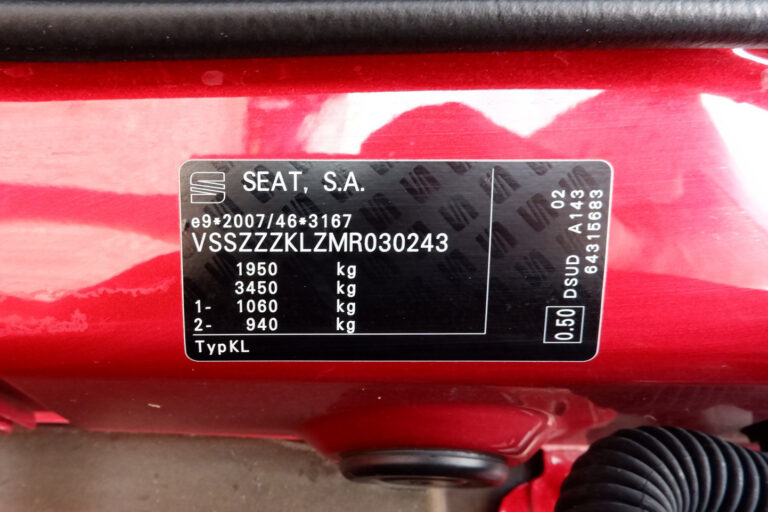 SEAT, S.A.
e9*2007/46*3167
VSSZZZKLZMR030243
1950 kg
3450 kg
1- 1060 kg
2- 940 kg
TypKL
02
DSUD A143
64315683
0.50